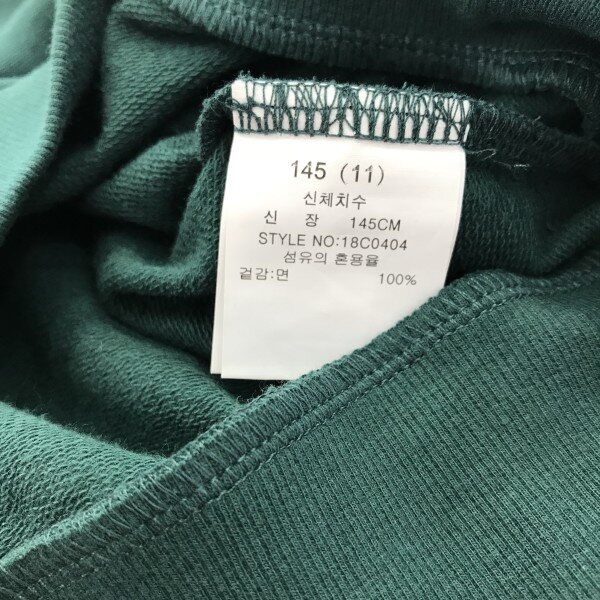 145 (11)
신체치수
신 장 145CM
STYLE NO:18C0404
섬유의 혼용율
겉감:면 100%